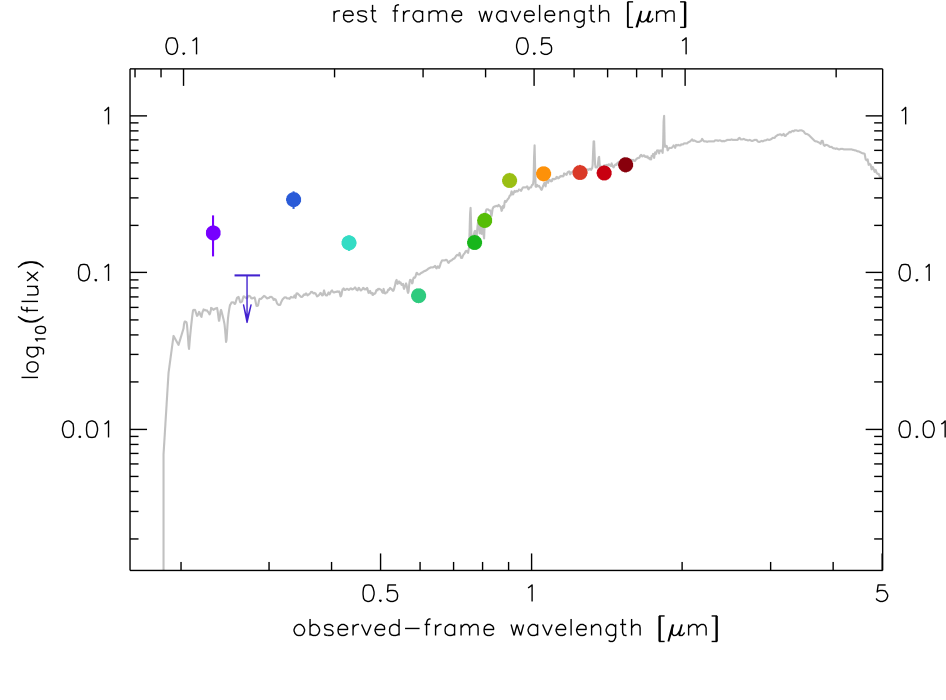 rest frame wavelength [μm]
0.1 0.5 1
1 1
0.1 0.1
log10(flux)
0.01 0.01
0.5 1 5
observed-frame wavelength [μm]